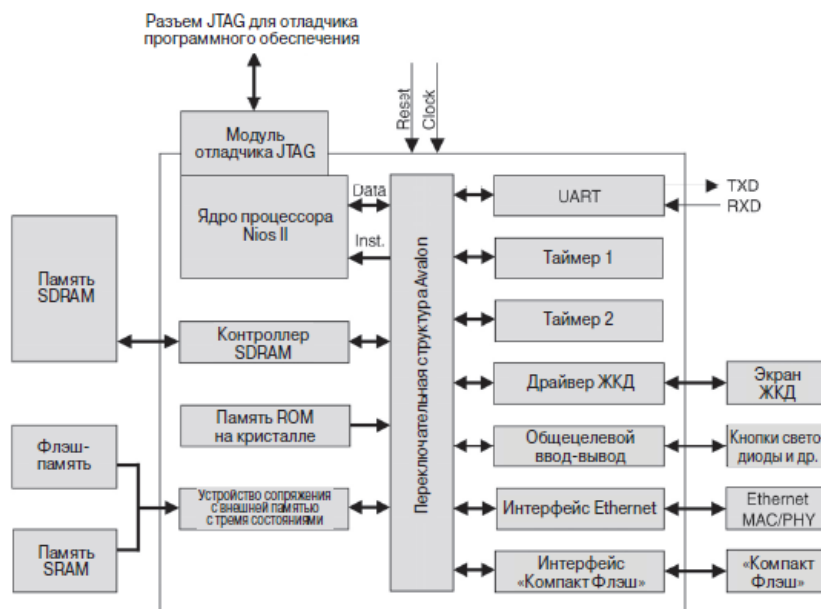 Разъем JTAG для отладчика
программного обеспечения
Reset
Clock
Модуль
отладчика JTAG
Ядро процессора
Nios II
Data
Inst.
Переключательная структура Avalon
UART
TXD
RXD
Таймер 1
Таймер 2
Память
SDRAM
Контроллер
SDRAM
Драйвер ЖКД
Экран
ЖКД
Память ROM
на кристалле
Общецелевой
ввод-вывод
Кнопки свето-
диоды и др.
Флэш-
память
Устройство сопряжения
с внешней памятью
с тремя состояниями
Интерфейс Ethernet
Ethernet
MAC/PHY
Память
SRAM
Интерфейс
«Компакт Флэш»
«Компакт
Флэш»